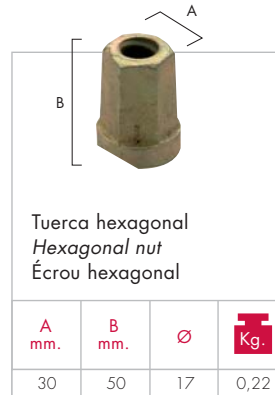 A
B
Tuerca hexagonal
Hexagonal nut
Écrou hexagonal
A mm. B mm. Ø Kg.
30 50 17 0,22